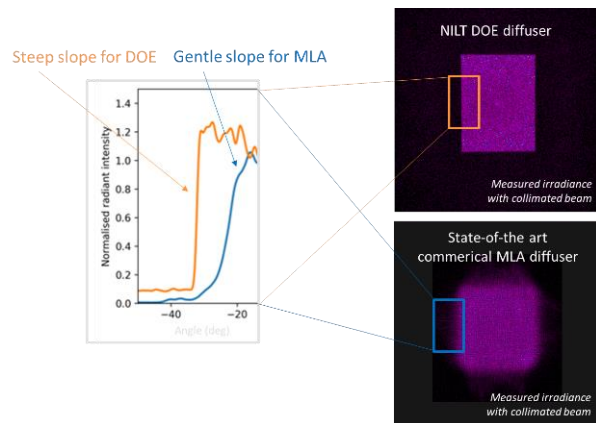 Steep slope for DOE
Gentle slope for MLA
Normalised radiant intensity
1.4
1.2
1.0
0.8
0.6
0.4
0.2
0.0
−40
−20
Angle (deg)
NILT DOE diffuser
Measured irradiance
with collimated beam
State-of-the art
commerical MLA diffuser
Measured irradiance
with collimated beam